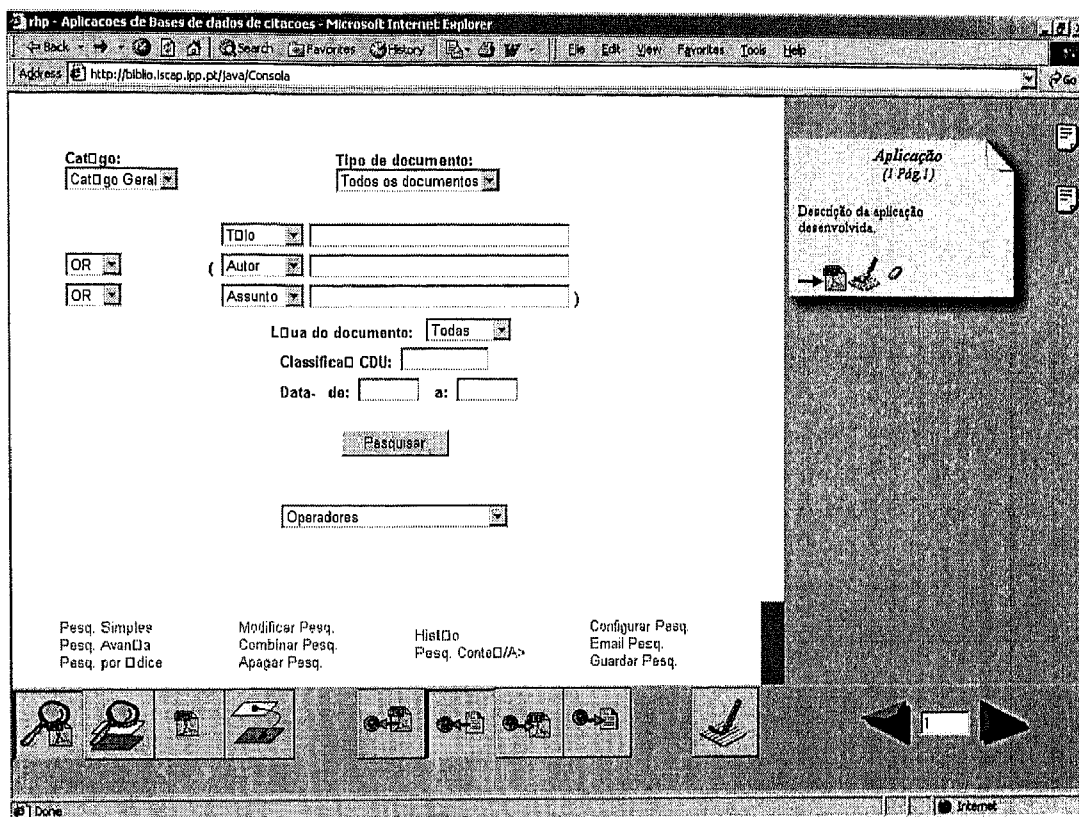 rhp - Aplicacoes de Bases de dados de citacoes - Microsoft Internet Explorer
Back Search Favorites History File Edit View Favorites Tools Help
Address http://biblio.iscap.ipp.pt/java/Consola Go
Cat□go: Tipo de documento:
Cat□go Geral Todos os documentos
T□lo
OR ( Autor
OR Assunto )
L□ua do documento: Todas
Classifica□ CDU:
Data- de: a:
Pesquisar
Operadores
Pesq. Simples Modificar Pesq. Hist□o Configurar Pesq.
Pesq. Avan□a Combinar Pesq. Pesq. Conte□/A> Email Pesq.
Pesq. por □dice Apagar Pesq. Guardar Pesq.
Aplicação
(1 Pág.1)
Descrição da aplicação
desenvolvida.
1
Done Internet